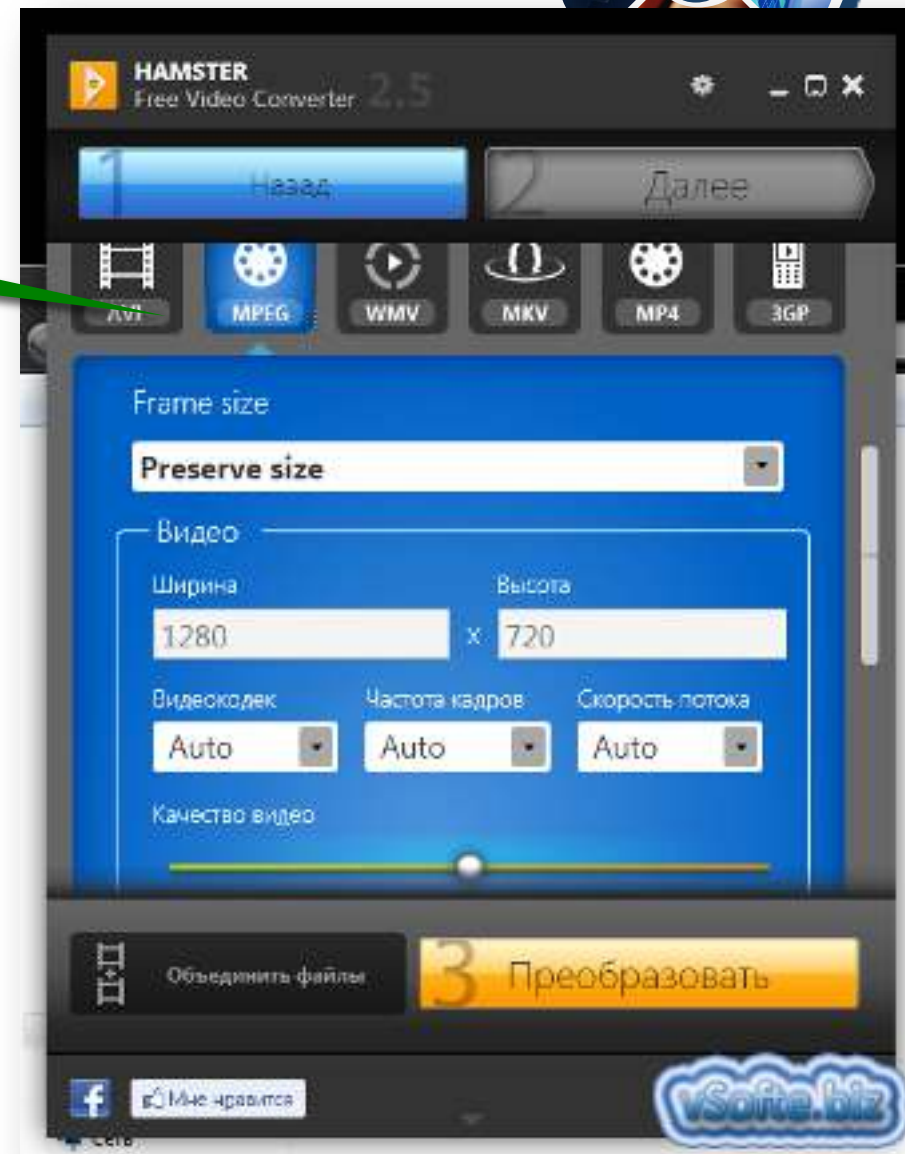 HAMSTER
Free Video Converter 2.5
1 Назад
2 Далее
AVI MPEG WMV MKV MP4 3GP
Frame size
Preserve size
Видео
Ширина Высота
1280 x 720
Видеокодек Частота кадров Скорость потока
Auto Auto Auto
Качество видео
Объединить файлы
3 Преобразовать
f Мне нравится
vSofte.biz
Сеть